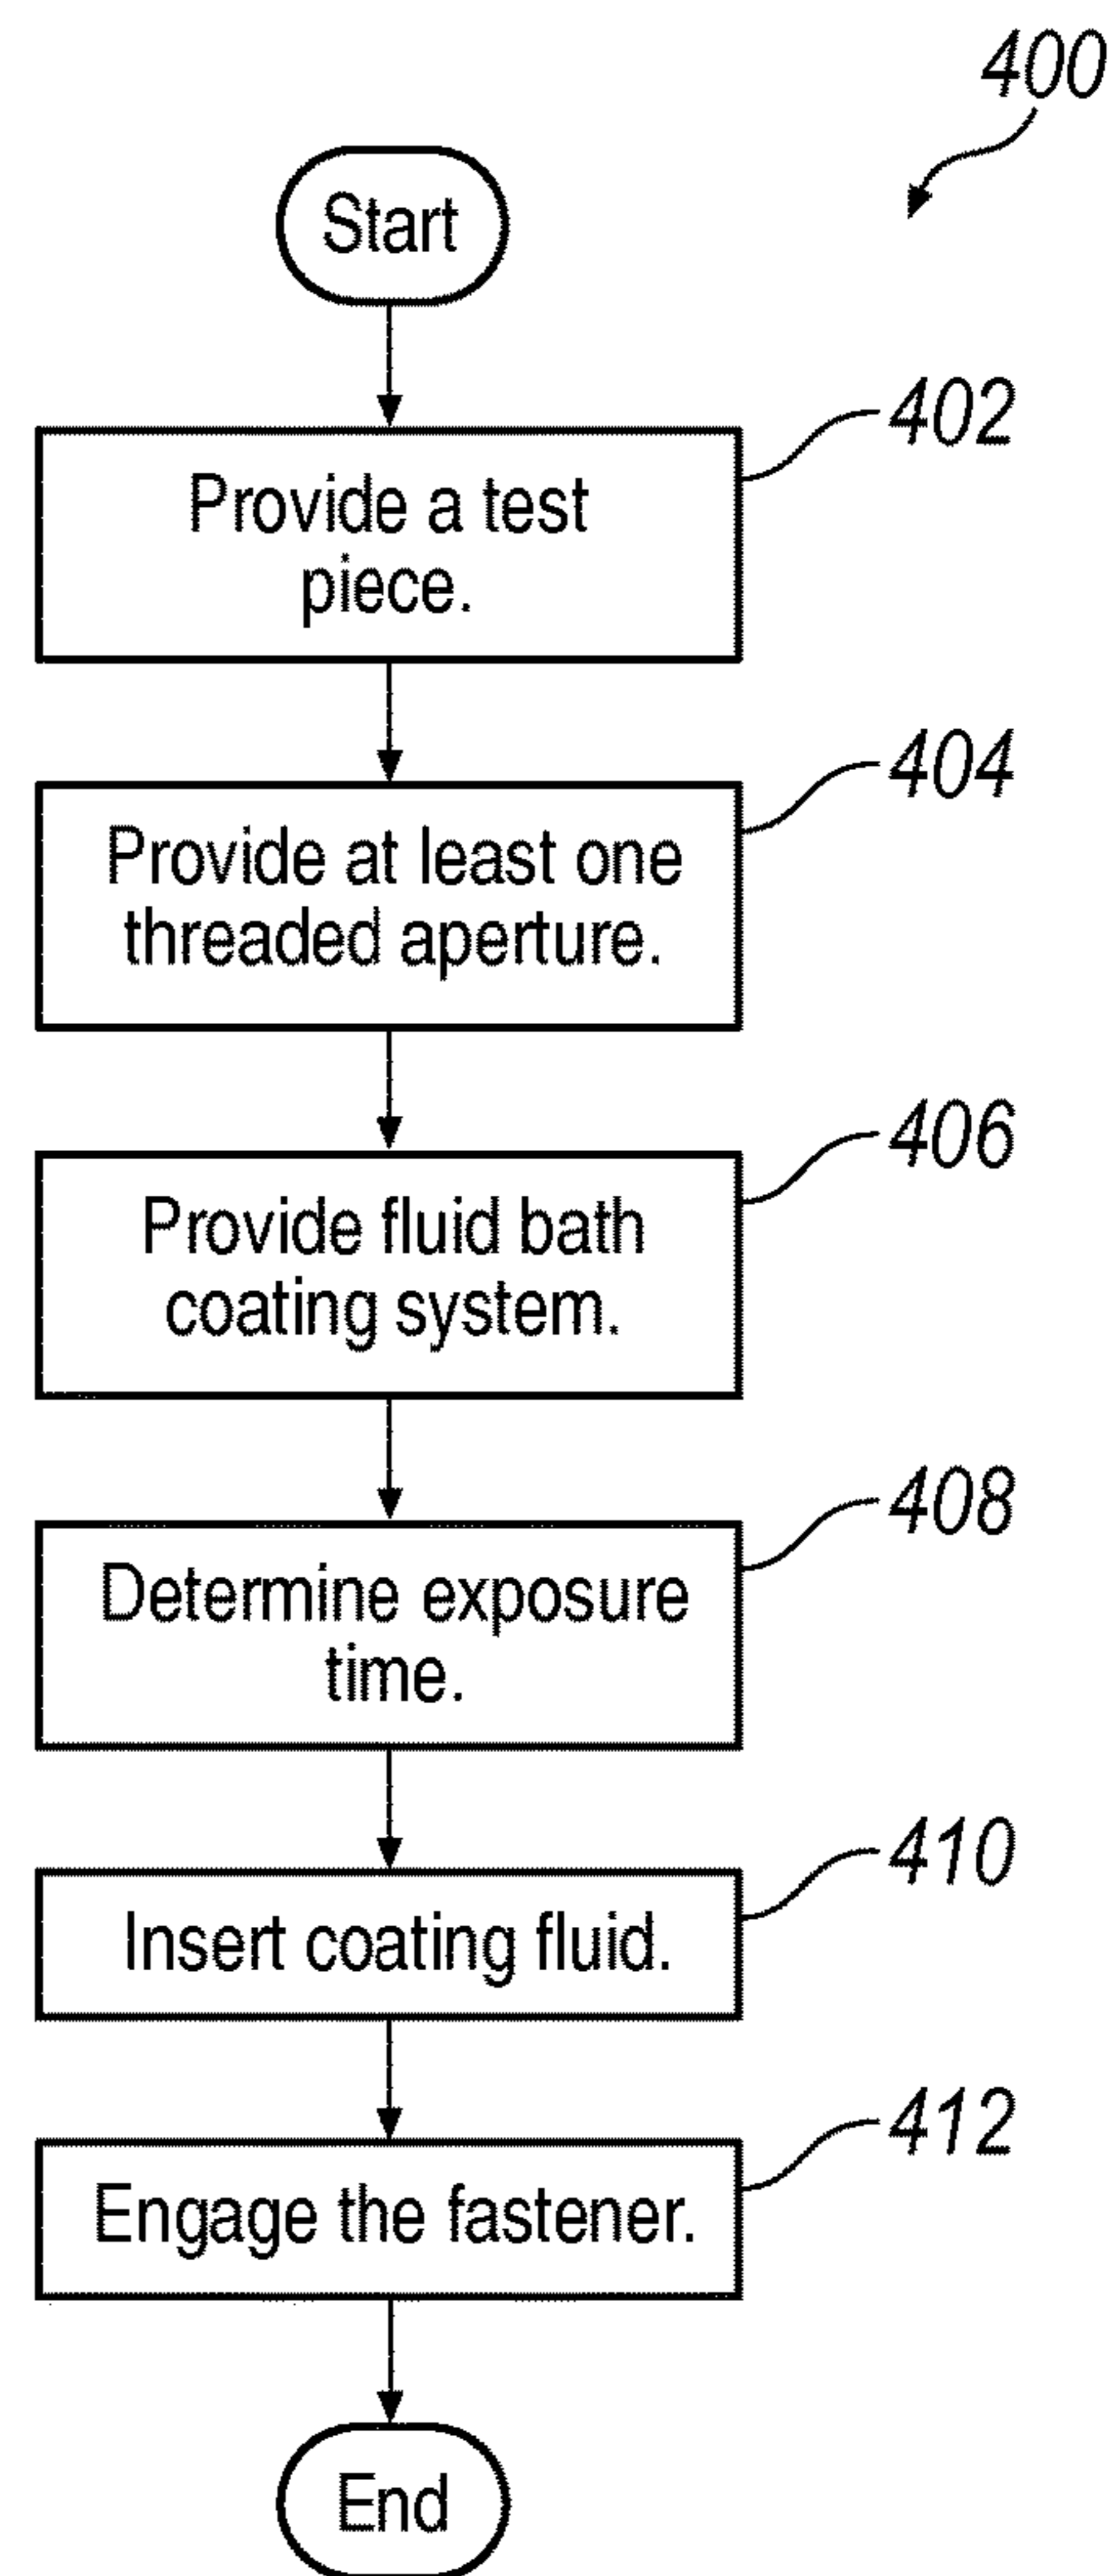 400
Start
402
Provide a test
piece.
404
Provide at least one
threaded aperture.
406
Provide fluid bath
coating system.
408
Determine exposure
time.
410
Insert coating fluid.
412
Engage the fastener.
End